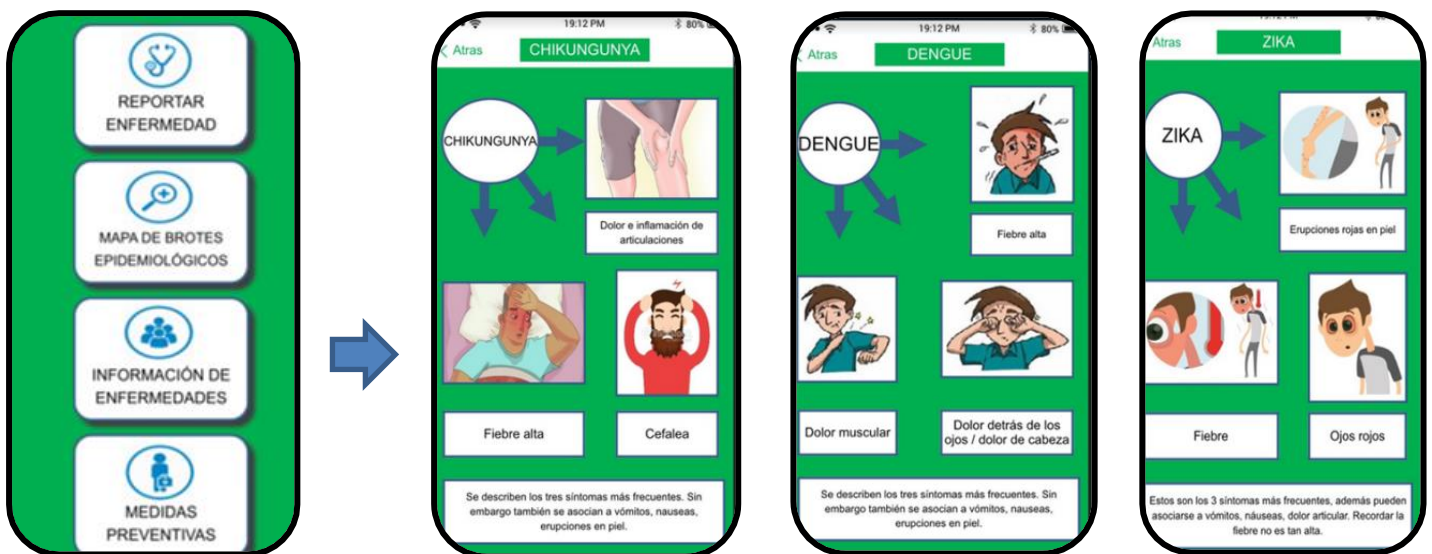 REPORTAR
ENFERMEDAD
MAPA DE BROTES
EPIDEMIOLÓGICOS
INFORMACIÓN DE
ENFERMEDADES
MEDIDAS
PREVENTIVAS
19:12 PM
80%
Atras
CHIKUNGUNYA
CHIKUNGUNYA
Dolor e inflamación de
articulaciones
Fiebre alta
Cefalea
Se describen los tres síntomas más frecuentes. Sin
embargo también se asocian a vómitos, nauseas,
erupciones en piel.
19:12 PM
80%
Atras
DENGUE
DENGUE
Fiebre alta
Dolor muscular
Dolor detrás de los
ojos / dolor de cabeza
Se describen los tres síntomas más frecuentes. Sin
embargo también se asocian a vómitos, nauseas,
erupciones en piel.
Atras
ZIKA
ZIKA
Erupciones rojas en piel
Fiebre
Ojos rojos
Estos son los 3 síntomas más frecuentes, además pueden
asociarse a vómitos, náuseas, dolor articular. Recordar la
fiebre no es tan alta.